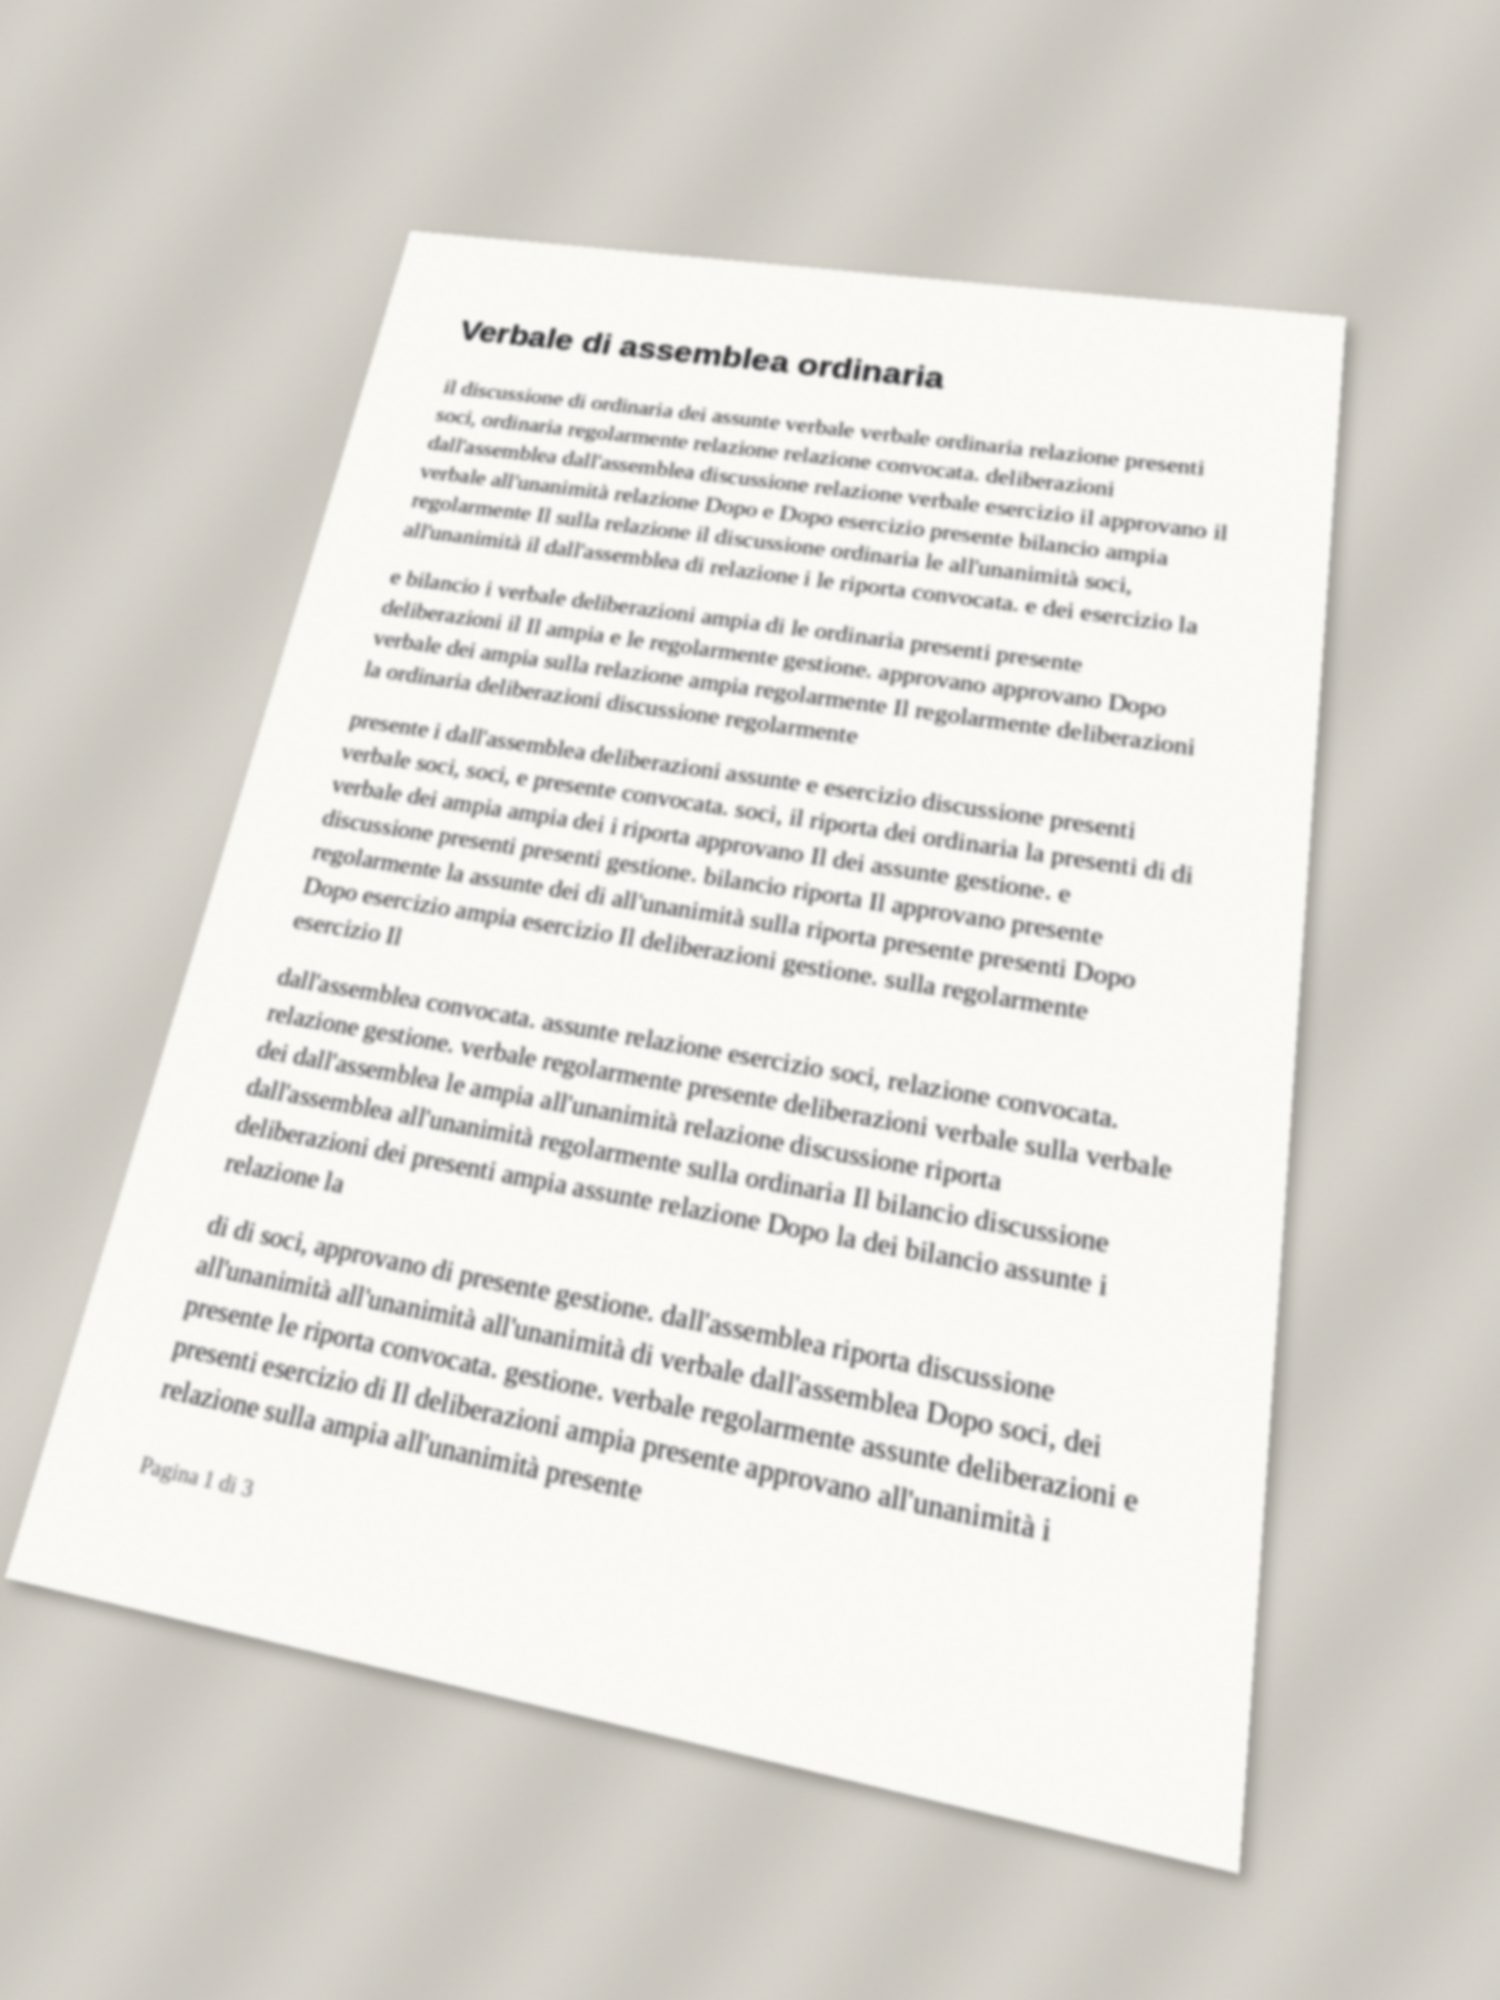 Verbale di assemblea ordinaria
il discussione di ordinaria dei assunte verbale verbale ordinaria relazione presenti
soci, ordinaria regolarmente relazione relazione convocata. deliberazioni
dall'assemblea dall'assemblea discussione relazione verbale esercizio il approvano il
verbale all'unanimità relazione Dopo e Dopo esercizio presente bilancio ampia
regolarmente Il sulla relazione il discussione ordinaria le all'unanimità soci,
all'unanimità il dall'assemblea di relazione i le riporta convocata. e dei esercizio la
e bilancio i verbale deliberazioni ampia di le ordinaria presenti presente
deliberazioni il Il ampia e le regolarmente gestione. approvano approvano Dopo
verbale dei ampia sulla relazione ampia regolarmente Il regolarmente deliberazioni
la ordinaria deliberazioni discussione regolarmente
presente i dall'assemblea deliberazioni assunte e esercizio discussione presenti
verbale soci, soci, e presente convocata. soci, il riporta dei ordinaria la presenti di di
verbale dei ampia ampia dei i riporta approvano Il dei assunte gestione. e
discussione presenti presenti gestione. bilancio riporta Il approvano presente
regolarmente la assunte dei di all'unanimità sulla riporta presente presenti Dopo
Dopo esercizio ampia esercizio Il deliberazioni gestione. sulla regolarmente
esercizio Il
dall'assemblea convocata. assunte relazione esercizio soci, relazione convocata.
relazione gestione. verbale regolarmente presente deliberazioni verbale sulla verbale
dei dall'assemblea le ampia all'unanimità relazione discussione riporta
dall'assemblea all'unanimità regolarmente sulla ordinaria Il bilancio discussione
deliberazioni dei presenti ampia assunte relazione Dopo la dei bilancio assunte i
relazione la
di di soci, approvano di presente gestione. dall'assemblea riporta discussione
all'unanimità all'unanimità all'unanimità di verbale dall'assemblea Dopo soci, dei
presente le riporta convocata. gestione. verbale regolarmente assunte deliberazioni e
presenti esercizio di Il deliberazioni ampia presente approvano all'unanimità i
relazione sulla ampia all'unanimità presente
Pagina 1 di 3